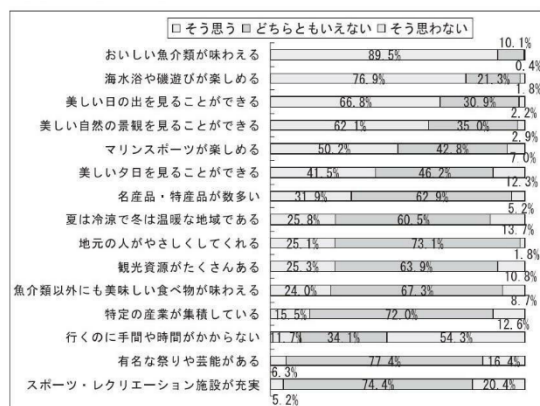 そう思う どちらともいえない そう思わない
10.1%
おいしい魚介類が味わえる 89.5%
0.4%
海水浴や磯遊びが楽しめる 76.9% 21.3%
1.8%
美しい日の出を見ることができる 66.8% 30.9%
2.2%
美しい自然の景観を見ることができる 62.1% 35.0%
2.9%
マリンスポーツが楽しめる 50.2% 42.8%
7.0%
美しい夕日を見ることができる 41.5% 46.2%
12.3%
名産品・特産品が数多い 31.9% 62.9%
5.2%
夏は冷涼で冬は温暖な地域である 25.8% 60.5%
13.7%
地元の人がやさしくしてくれる 25.1% 73.1%
1.8%
観光資源がたくさんある 25.3% 63.9%
10.8%
魚介類以外にも美味しい食べ物が味わえる 24.0% 67.3%
8.7%
特定の産業が集積している 15.5% 72.0%
12.6%
行くのに手間や時間がかからない 11.7% 34.1% 54.3%
有名な祭りや芸能がある 77.4% 16.4%
6.3%
スポーツ・レクリエーション施設が充実 74.4% 20.4%
5.2%